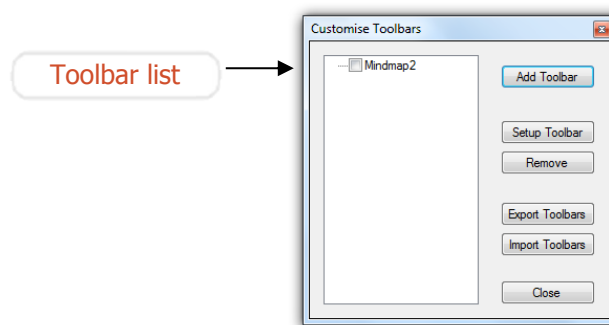 Customise Toolbars
Toolbar list
Mindmap2
Add Toolbar
Setup Toolbar
Remove
Export Toolbars
Import Toolbars
Close